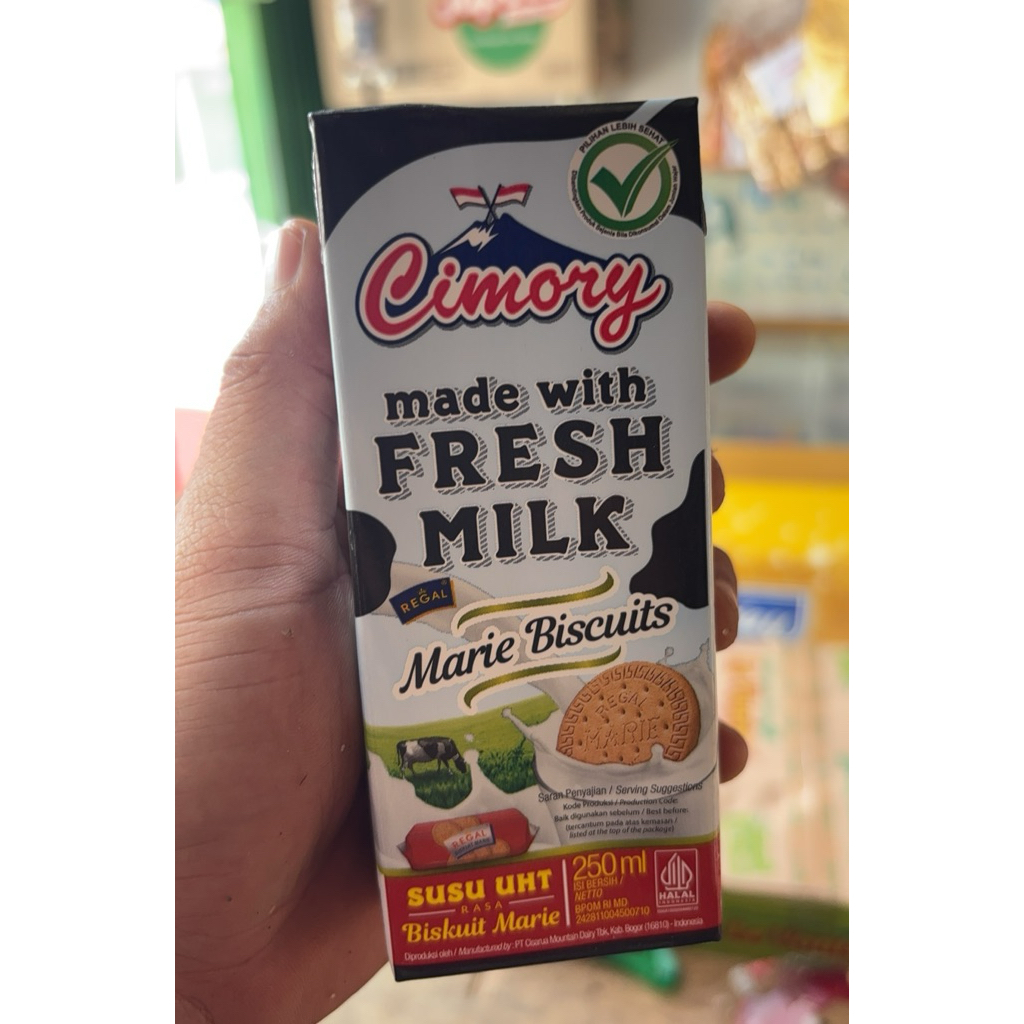 PILIHAN LEBIH SEHAT
Cimory
made with
FRESH
MILK
REGAL
Marie Biscuits
REGAL
MARIE
Saran Penyajian / Serving Suggestions
Kode Produksi / Production Code:
Baik digunakan sebelum / Best before:
(tercantum pada atas kemasan /
listed at the top of the package)
REGAL
SUSU UHT
RASA
Biskuit Marie
250 ml
ISI BERSIH /
NETTO
BPOM RI MD
242811004500710
HALAL
INDONESIA
Diproduksi oleh / Manufactured by: PT Cisarua Mountain Dairy Tbk, Kab. Bogor (16810) - Indonesia